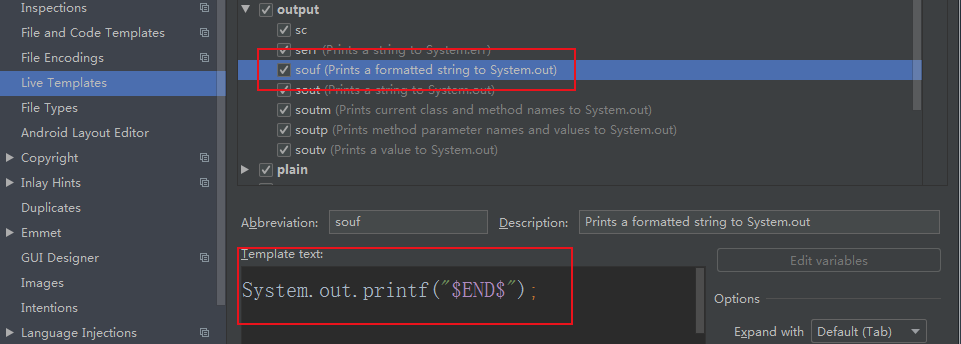 Inspections
File and Code Templates
File Encodings
Live Templates
File Types
Android Layout Editor
Copyright
Inlay Hints
Duplicates
Emmet
GUI Designer
Images
Intentions
Language Injections
output
sc
serr (Prints a string to System.err)
souf (Prints a formatted string to System.out)
sout (Prints a string to System.out)
soutm (Prints current class and method names to System.out)
soutp (Prints method parameter names and values to System.out)
soutv (Prints a value to System.out)
plain
Abbreviation: souf Description: Prints a formatted string to System.out
Template text:
System.out.printf("$END$");
Edit variables
Options
Expand with Default (Tab)